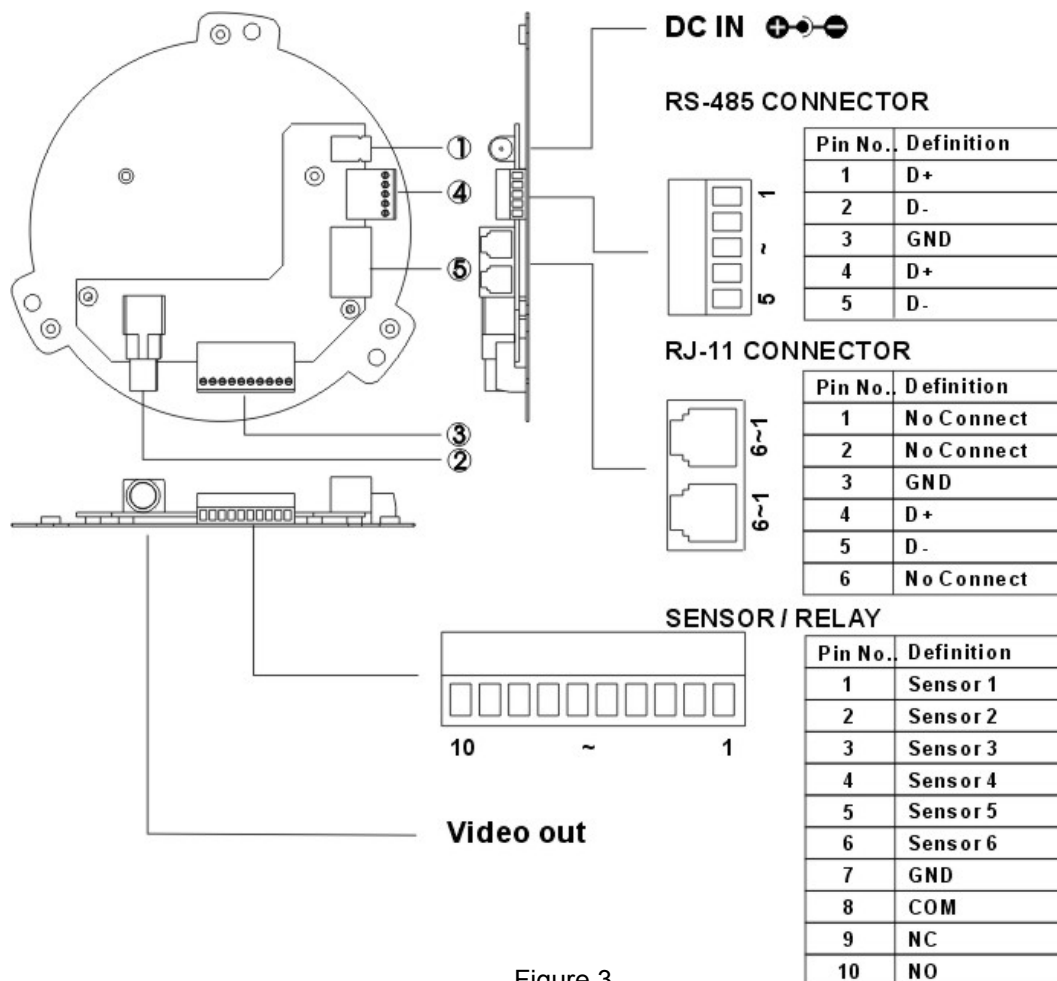 DC IN
RS-485 CONNECTOR
Pin No.. Definition
1 D+
2 D-
3 GND
4 D+
5 D-
1
~
5
RJ-11 CONNECTOR
Pin No.. Definition
1 No Connect
2 No Connect
3 GND
4 D+
5 D-
6 No Connect
6~1
6~1
1
4
5
3
2
SENSOR / RELAY
Pin No.. Definition
1 Sensor 1
2 Sensor 2
3 Sensor 3
4 Sensor 4
5 Sensor 5
6 Sensor 6
7 GND
8 COM
9 NC
10 NO
10 ~ 1
Video out
Figure 3